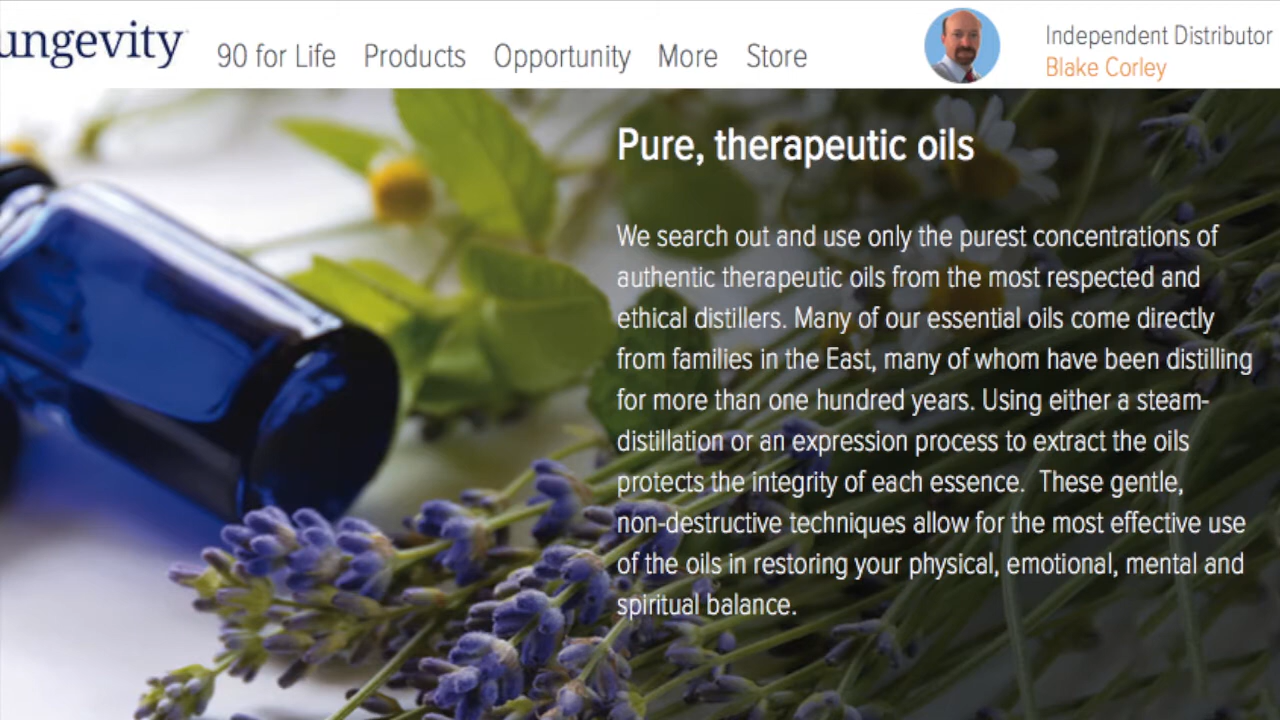 ungevity
90 for Life Products Opportunity More Store
Independent Distributor
Blake Corley
Pure, therapeutic oils
We search out and use only the purest concentrations of
authentic therapeutic oils from the most respected and
ethical distillers. Many of our essential oils come directly
from families in the East, many of whom have been distilling
for more than one hundred years. Using either a steam-
distillation or an expression process to extract the oils
protects the integrity of each essence.  These gentle,
non-destructive techniques allow for the most effective use
of the oils in restoring your physical, emotional, mental and
spiritual balance.